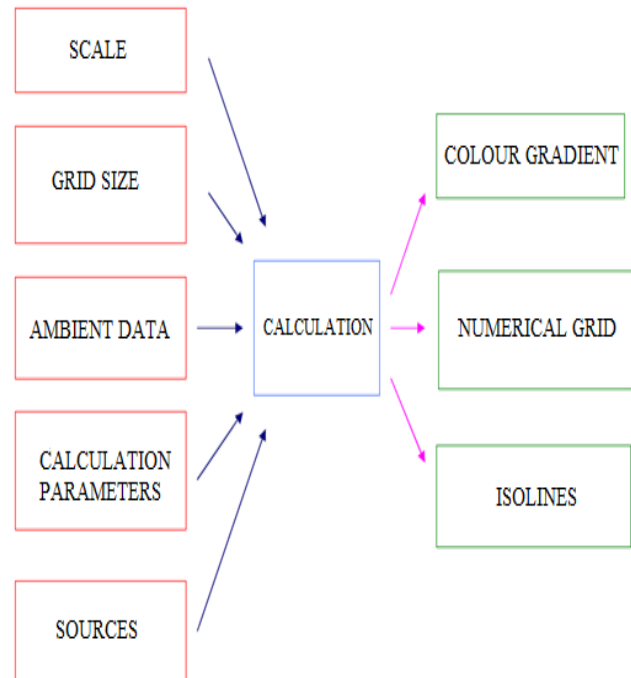 SCALE
GRID SIZE
AMBIENT DATA
CALCULATION
PARAMETERS
SOURCES
CALCULATION
COLOUR GRADIENT
NUMERICAL GRID
ISOLINES